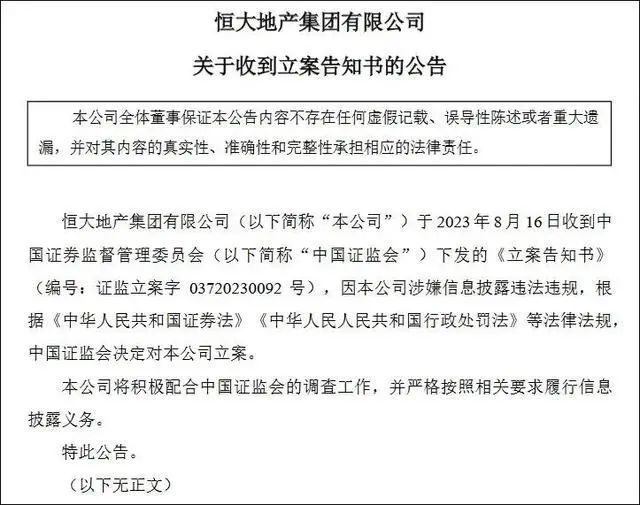 恒大地产集团有限公司
关于收到立案告知书的公告
本公司全体董事保证本公告内容不存在任何虚假记载、误导性陈述或者重大遗
漏，并对其内容的真实性、准确性和完整性承担相应的法律责任。
恒大地产集团有限公司（以下简称“本公司”）于 2023 年 8 月 16 日收到中
国证券监督管理委员会（以下简称“中国证监会”）下发的《立案告知书》
（编号：证监立案字 03720230092 号），因本公司涉嫌信息披露违法违规，根
据《中华人民共和国证券法》《中华人民人民共和国行政处罚法》等法律法规，
中国证监会决定对本公司立案。
本公司将积极配合中国证监会的调查工作，并严格按照相关要求履行信息
披露义务。
特此公告。
（以下无正文）